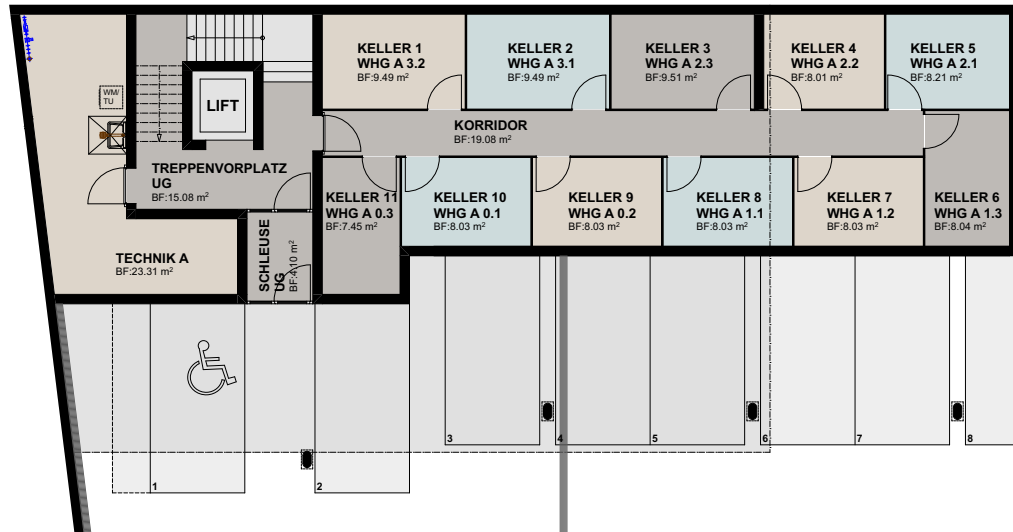 KELLER 1
WHG A 3.2
BF:9.49 m²
KELLER 2
WHG A 3.1
BF:9.49 m²
KELLER 3
WHG A 2.3
BF:9.51 m²
KELLER 4
WHG A 2.2
BF:8.01 m²
KELLER 5
WHG A 2.1
BF:8.21 m²
WM/
TU
LIFT
KORRIDOR
BF:19.08 m²
TREPPENVORPLATZ
UG
BF:15.08 m²
KELLER 11
WHG A 0.3
BF:7.45 m²
KELLER 10
WHG A 0.1
BF:8.03 m²
KELLER 9
WHG A 0.2
BF:8.03 m²
KELLER 8
WHG A 1.1
BF:8.03 m²
KELLER 7
WHG A 1.2
BF:8.03 m²
KELLER 6
WHG A 1.3
BF:8.04 m²
TECHNIK A
BF:23.31 m²
SCHLEUSE
UG
BF:4.10 m²
1
2
3
4
5
6
7
8